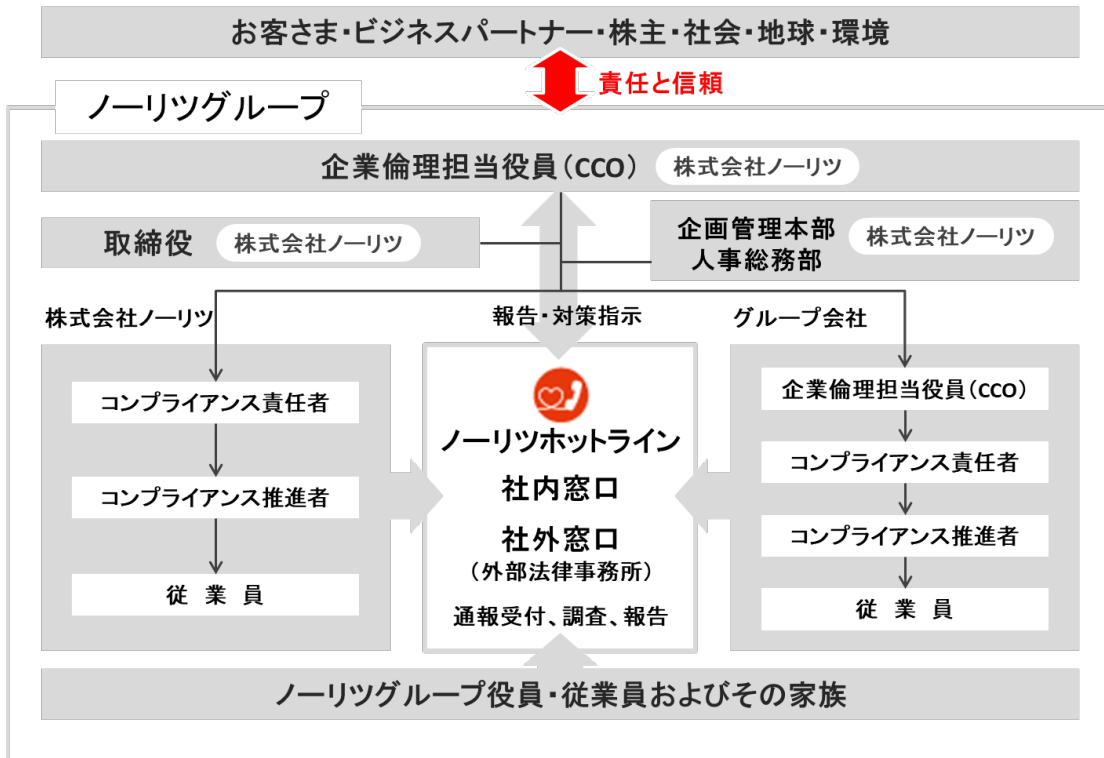 お客さま・ビジネスパートナー・株主・社会・地球・環境
責任と信頼
ノーリツグループ
企業倫理担当役員(CCO) 株式会社ノーリツ
取締役 株式会社ノーリツ
企画管理本部
人事総務部
株式会社ノーリツ
株式会社ノーリツ
報告・対策指示
グループ会社
コンプライアンス責任者
コンプライアンス推進者
従 業 員
ノーリツホットライン
社内窓口
社外窓口
(外部法律事務所)
通報受付、調査、報告
企業倫理担当役員(CCO)
コンプライアンス責任者
コンプライアンス推進者
従 業 員
ノーリツグループ役員・従業員およびその家族